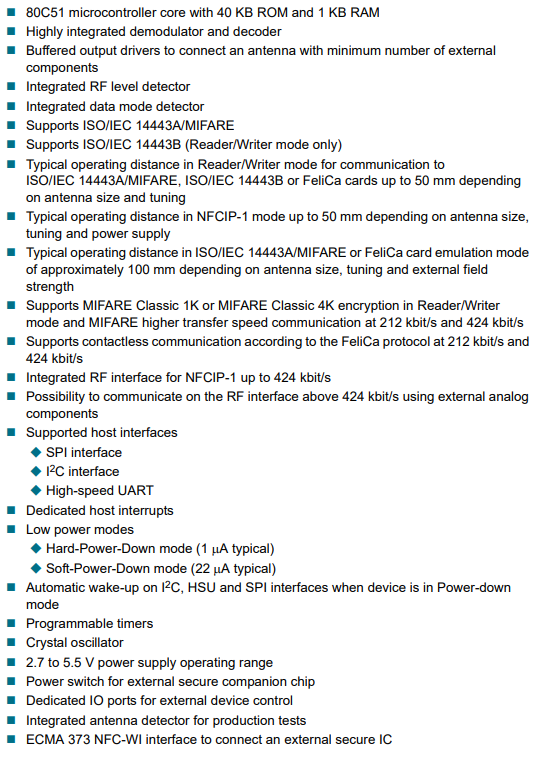 ■ 80C51 microcontroller core with 40 KB ROM and 1 KB RAM
■ Highly integrated demodulator and decoder
■ Buffered output drivers to connect an antenna with minimum number of external
components
■ Integrated RF level detector
■ Integrated data mode detector
■ Supports ISO/IEC 14443A/MIFARE
■ Supports ISO/IEC 14443B (Reader/Writer mode only)
■ Typical operating distance in Reader/Writer mode for communication to
ISO/IEC 14443A/MIFARE, ISO/IEC 14443B or FeliCa cards up to 50 mm depending
on antenna size and tuning
■ Typical operating distance in NFCIP-1 mode up to 50 mm depending on antenna size,
tuning and power supply
■ Typical operating distance in ISO/IEC 14443A/MIFARE or FeliCa card emulation mode
of approximately 100 mm depending on antenna size, tuning and external field
strength
■ Supports MIFARE Classic 1K or MIFARE Classic 4K encryption in Reader/Writer
mode and MIFARE higher transfer speed communication at 212 kbit/s and 424 kbit/s
■ Supports contactless communication according to the FeliCa protocol at 212 kbit/s and
424 kbit/s
■ Integrated RF interface for NFCIP-1 up to 424 kbit/s
■ Possibility to communicate on the RF interface above 424 kbit/s using external analog
components
■ Supported host interfaces
◆ SPI interface
◆ I²C interface
◆ High-speed UART
■ Dedicated host interrupts
■ Low power modes
◆ Hard-Power-Down mode (1 μA typical)
◆ Soft-Power-Down mode (22 μA typical)
■ Automatic wake-up on I²C, HSU and SPI interfaces when device is in Power-down
mode
■ Programmable timers
■ Crystal oscillator
■ 2.7 to 5.5 V power supply operating range
■ Power switch for external secure companion chip
■ Dedicated IO ports for external device control
■ Integrated antenna detector for production tests
■ ECMA 373 NFC-WI interface to connect an external secure IC